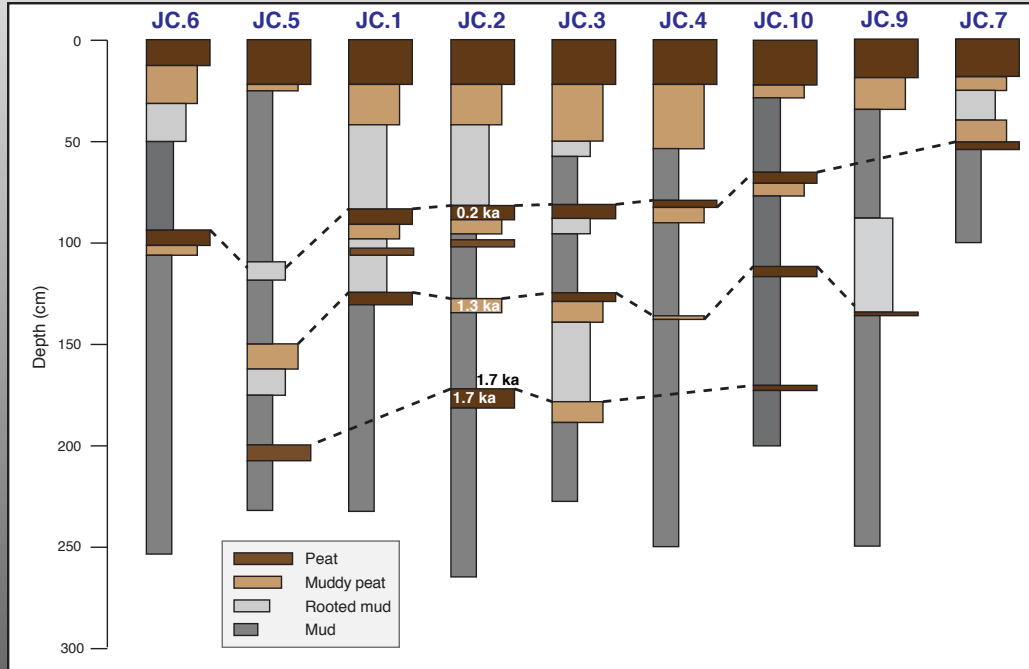 JC.6 JC.5 JC.1 JC.2 JC.3 JC.4 JC.10 JC.9 JC.7
0
50
100
150
200
250
300
Depth (cm)
0.2 ka
1.3 ka
1.7 ka
1.7 ka
Peat
Muddy peat
Rooted mud
Mud